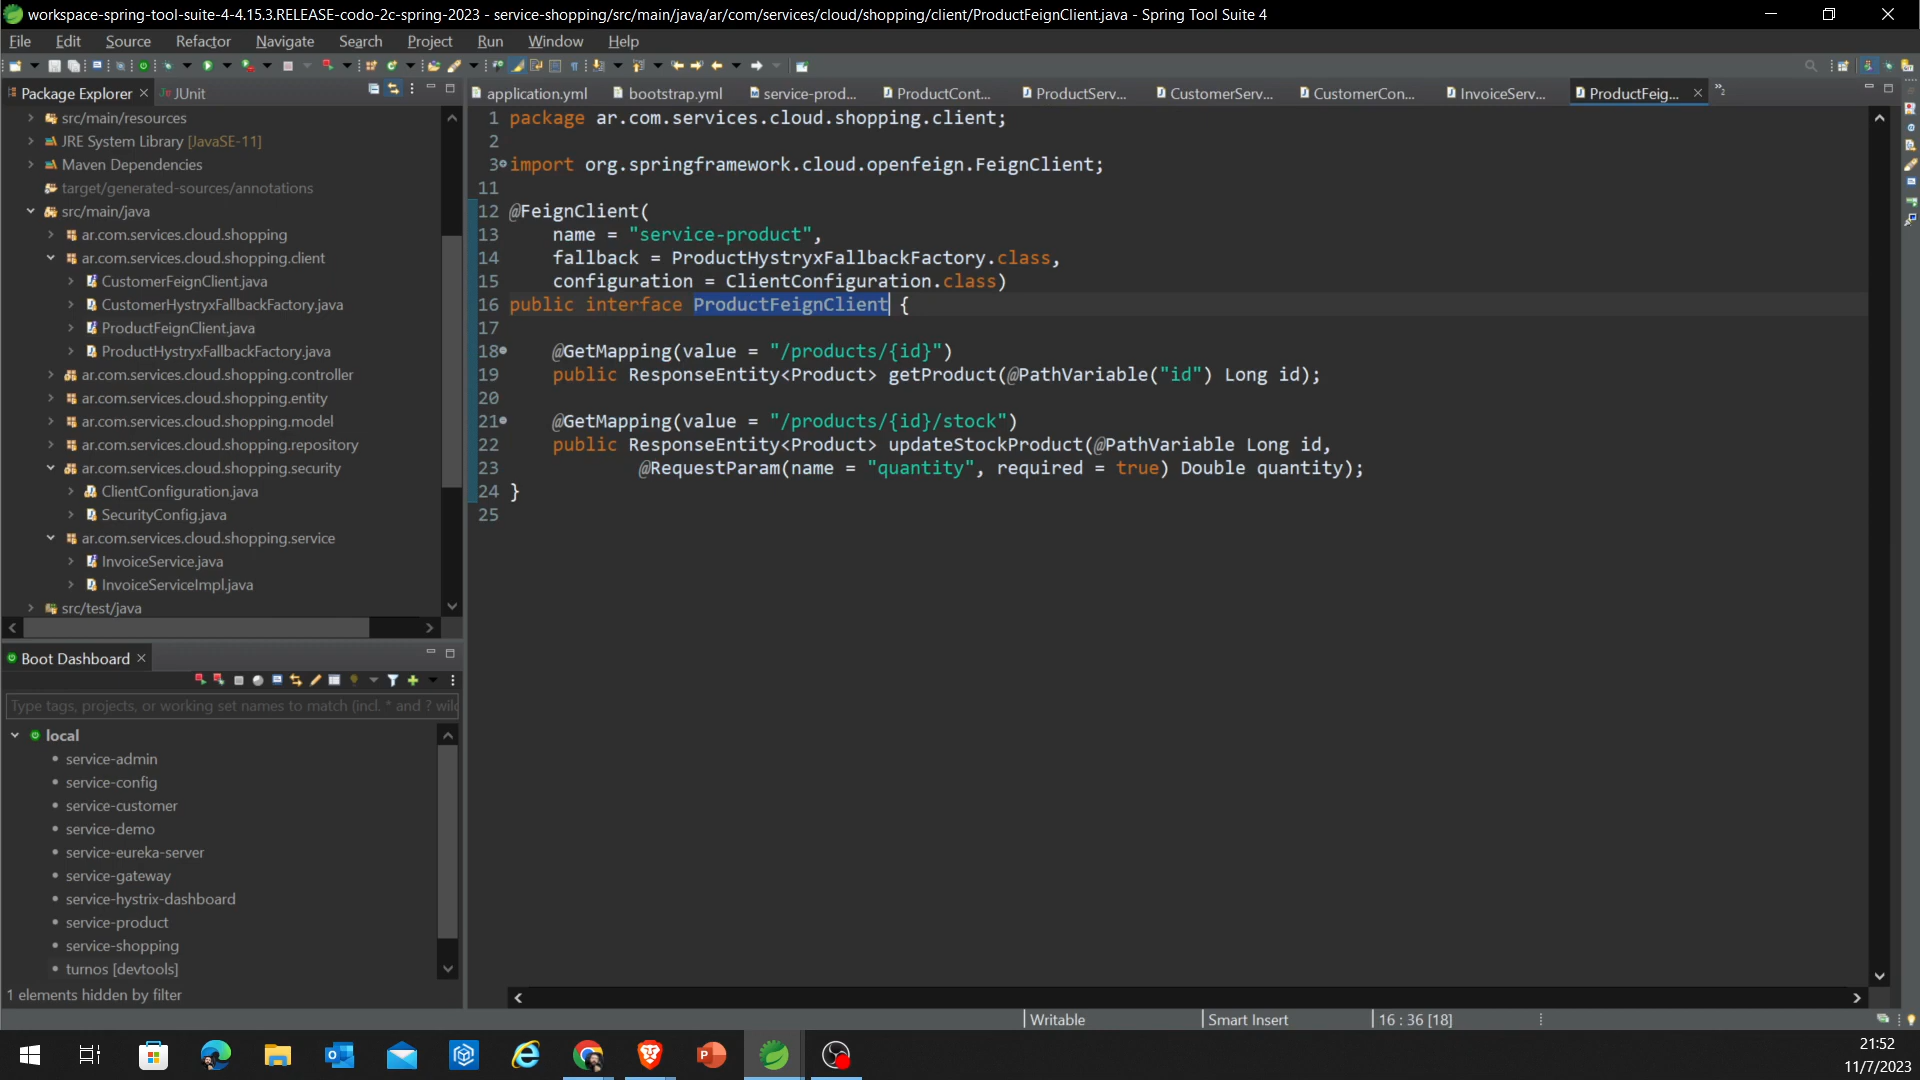 workspace-spring-tool-suite-4-4.15.3.RELEASE-codo-2c-spring-2023 - service-shopping/src/main/java/ar/com/services/cloud/shopping/client/ProductFeignClient.java - Spring Tool Suite 4
File Edit Source Refactor Navigate Search Project Run Window Help
Package Explorer JUnit
application.yml bootstrap.yml service-prod... ProductCont... ProductServ... CustomerServ... CustomerCon... InvoiceServ... ProductFeig... »2
src/main/resources
JRE System Library [JavaSE-11]
Maven Dependencies
target/generated-sources/annotations
src/main/java
ar.com.services.cloud.shopping
ar.com.services.cloud.shopping.client
CustomerFeignClient.java
CustomerHystryxFallbackFactory.java
ProductFeignClient.java
ProductHystryxFallbackFactory.java
ar.com.services.cloud.shopping.controller
ar.com.services.cloud.shopping.entity
ar.com.services.cloud.shopping.model
ar.com.services.cloud.shopping.repository
ar.com.services.cloud.shopping.security
ClientConfiguration.java
SecurityConfig.java
ar.com.services.cloud.shopping.service
InvoiceService.java
InvoiceServiceImpl.java
src/test/java
1 package ar.com.services.cloud.shopping.client;
2
3 import org.springframework.cloud.openfeign.FeignClient;
11
12 @FeignClient(
13 name = "service-product",
14 fallback = ProductHystryxFallbackFactory.class,
15 configuration = ClientConfiguration.class)
16 public interface ProductFeignClient {
17
18 @GetMapping(value = "/products/{id}")
19 public ResponseEntity<Product> getProduct(@PathVariable("id") Long id);
20
21 @GetMapping(value = "/products/{id}/stock")
22 public ResponseEntity<Product> updateStockProduct(@PathVariable Long id,
23 @RequestParam(name = "quantity", required = true) Double quantity);
24 }
25
Boot Dashboard
Type tags, projects, or working set names to match (incl. * and ? wild
local
service-admin
service-config
service-customer
service-demo
service-eureka-server
service-gateway
service-hystrix-dashboard
service-product
service-shopping
turnos [devtools]
1 elements hidden by filter
Writable Smart Insert 16 : 36 [18]
21:52
11/7/2023